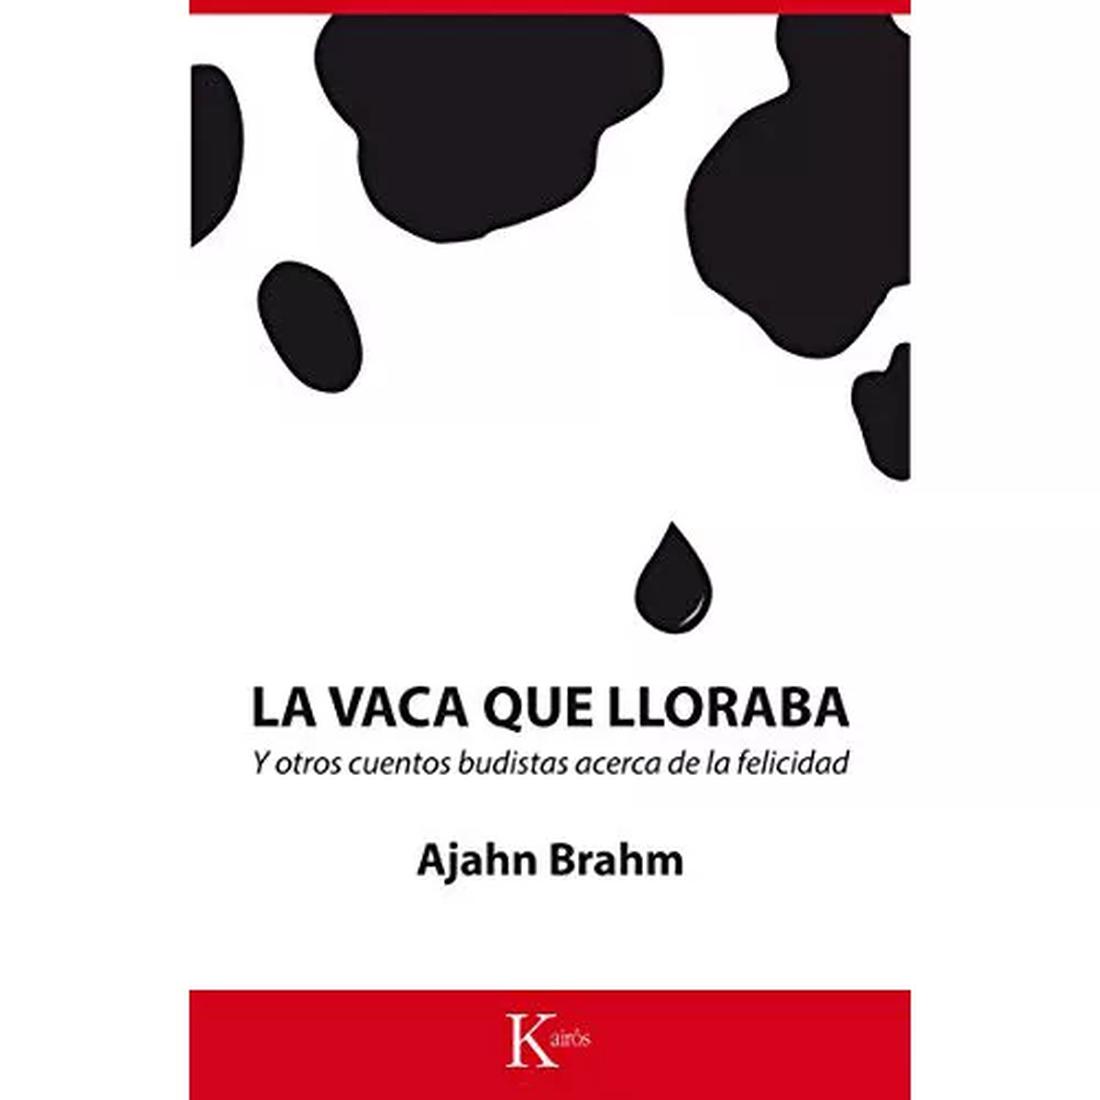 LA VACA QUE LLORABA
Y otros cuentos budistas acerca de la felicidad
Ajahn Brahm
Kairós